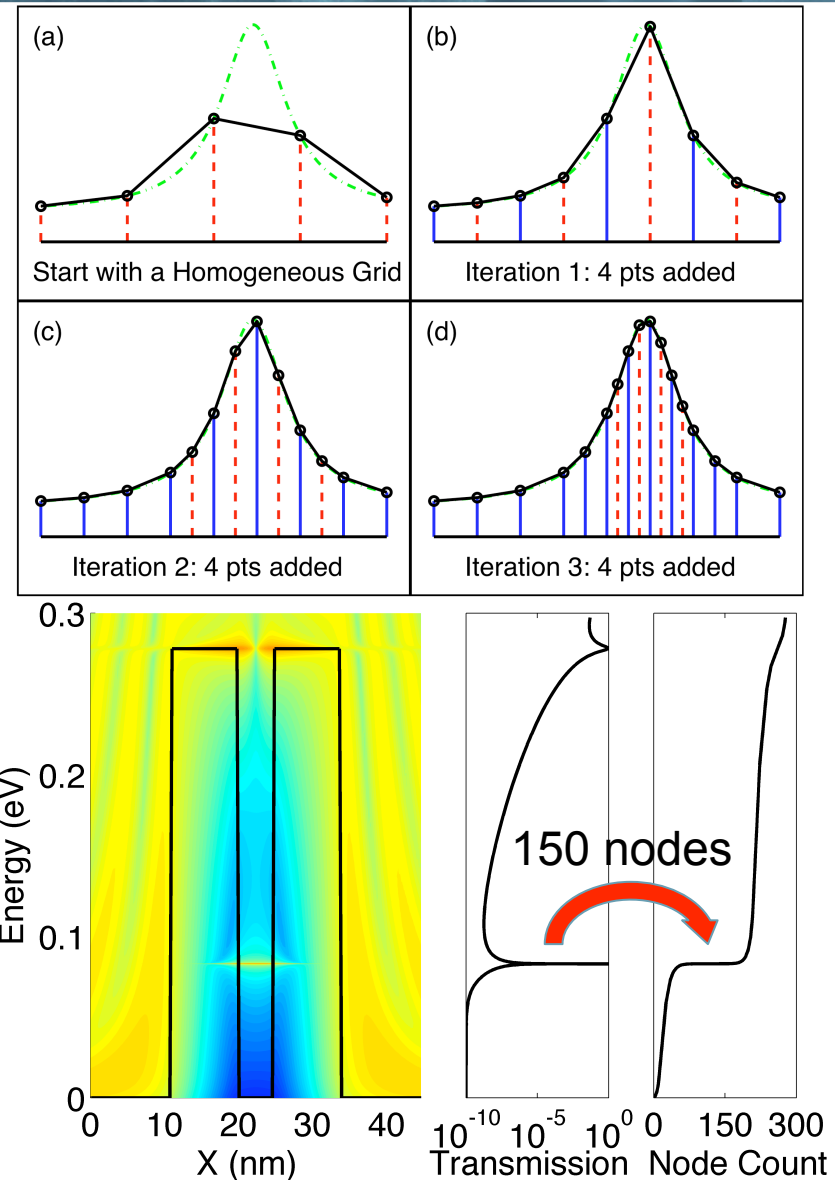 (a)
Start with a Homogeneous Grid
(b)
Iteration 1: 4 pts added
(c)
Iteration 2: 4 pts added
(d)
Iteration 3: 4 pts added
0.3
0.2
0.1
0
Energy (eV)
0 10 20 30 40
X (nm)
150 nodes
10^-10 10^-5 10^0
Transmission
0 150 300
Node Count